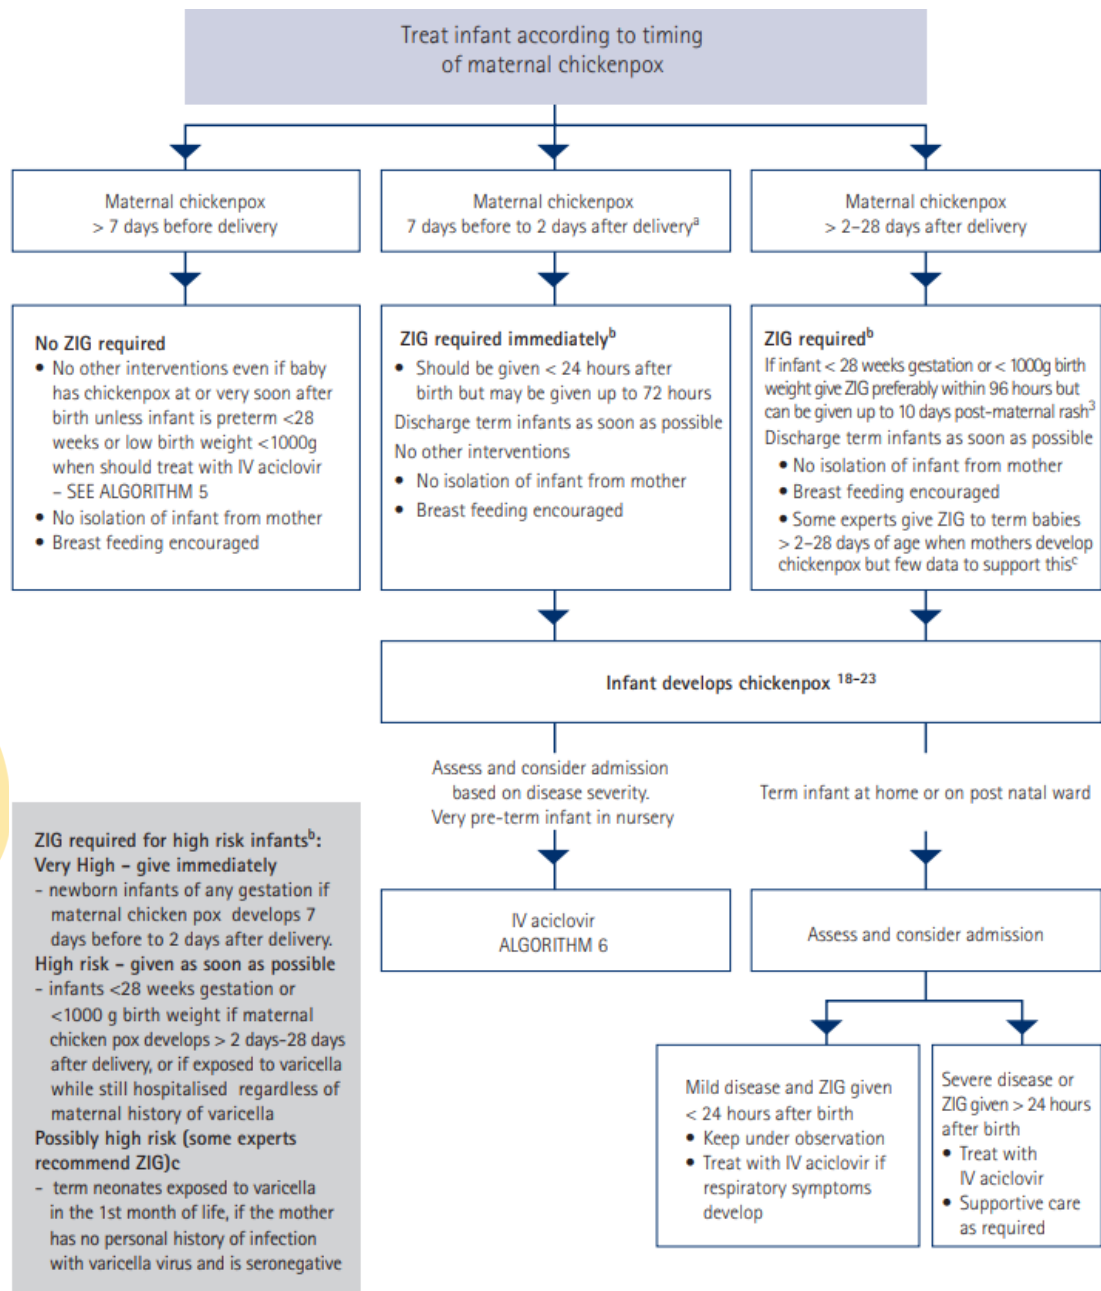 Treat infant according to timing
of maternal chickenpox
Maternal chickenpox
> 7 days before delivery
Maternal chickenpox
7 days before to 2 days after deliveryᵃ
Maternal chickenpox
> 2–28 days after delivery
No ZIG required
• No other interventions even if baby
has chickenpox at or very soon after
birth unless infant is preterm <28
weeks or low birth weight <1000g
when should treat with IV aciclovir
– SEE ALGORITHM 5
• No isolation of infant from mother
• Breast feeding encouraged
ZIG required immediatelyᵇ
• Should be given < 24 hours after
birth but may be given up to 72 hours
Discharge term infants as soon as possible
No other interventions
• No isolation of infant from mother
• Breast feeding encouraged
ZIG requiredᵇ
If infant < 28 weeks gestation or < 1000g birth
weight give ZIG preferably within 96 hours but
can be given up to 10 days post-maternal rash³
Discharge term infants as soon as possible
• No isolation of infant from mother
• Breast feeding encouraged
• Some experts give ZIG to term babies
> 2–28 days of age when mothers develop
chickenpox but few data to support thisᶜ
Infant develops chickenpox ¹⁸⁻²³
Assess and consider admission
based on disease severity.
Very pre-term infant in nursery
Term infant at home or on post natal ward
IV aciclovir
ALGORITHM 6
Assess and consider admission
Mild disease and ZIG given
< 24 hours after birth
• Keep under observation
• Treat with IV aciclovir if
respiratory symptoms
develop
Severe disease or
ZIG given > 24 hours
after birth
• Treat with
IV aciclovir
• Supportive care
as required
ZIG required for high risk infantsᵇ:
Very High – give immediately
- newborn infants of any gestation if
maternal chicken pox develops 7
days before to 2 days after delivery.
High risk – given as soon as possible
- infants <28 weeks gestation or
<1000 g birth weight if maternal
chicken pox develops > 2 days-28 days
after delivery, or if exposed to varicella
while still hospitalised regardless of
maternal history of varicella
Possibly high risk (some experts
recommend ZIG)c
- term neonates exposed to varicella
in the 1st month of life, if the mother
has no personal history of infection
with varicella virus and is seronegative